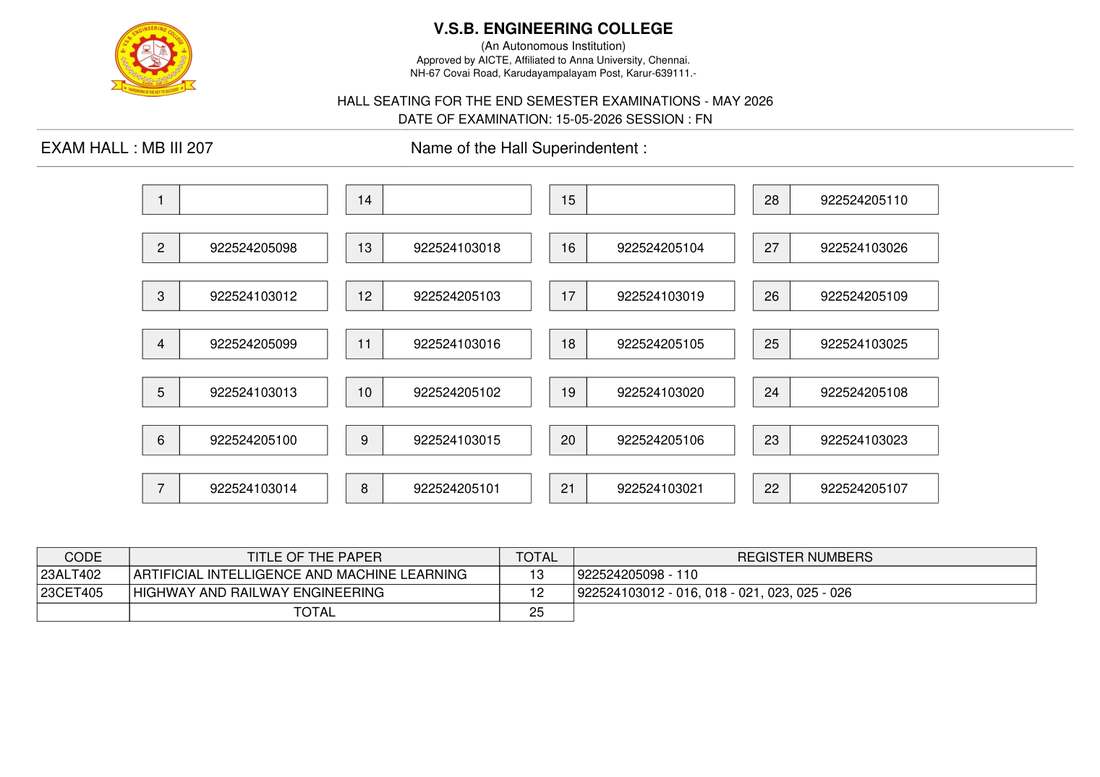 V.S.B. ENGINEERING COLLEGE
(An Autonomous Institution)
Approved by AICTE, Affiliated to Anna University, Chennai.
NH-67 Covai Road, Karudayampalayam Post, Karur-639111.-
HALL SEATING FOR THE END SEMESTER EXAMINATIONS - MAY 2026
DATE OF EXAMINATION: 15-05-2026 SESSION : FN
EXAM HALL : MB III 207 Name of the Hall Superindentent :
1 14 15 28 922524205110
2 922524205098 13 922524103018 16 922524205104 27 922524103026
3 922524103012 12 922524205103 17 922524103019 26 922524205109
4 922524205099 11 922524103016 18 922524205105 25 922524103025
5 922524103013 10 922524205102 19 922524103020 24 922524205108
6 922524205100 9 922524103015 20 922524205106 23 922524103023
7 922524103014 8 922524205101 21 922524103021 22 922524205107
CODE TITLE OF THE PAPER TOTAL REGISTER NUMBERS
23ALT402 ARTIFICIAL INTELLIGENCE AND MACHINE LEARNING 13 922524205098 - 110
23CET405 HIGHWAY AND RAILWAY ENGINEERING 12 922524103012 - 016, 018 - 021, 023, 025 - 026
TOTAL 25